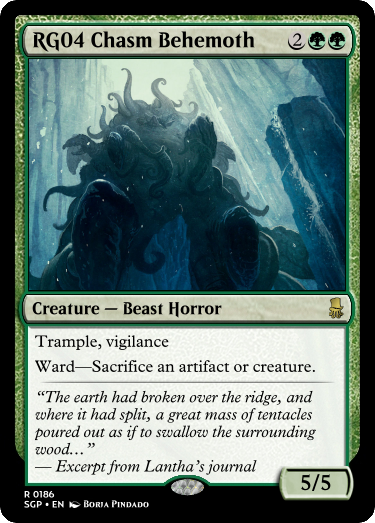 RG04 Chasm Behemoth 2
Creature — Beast Horror
Trample, vigilance
Ward—Sacrifice an artifact or creature.
“The earth had broken over the ridge, and
where it had split, a great mass of tentacles
poured out as if to swallow the surrounding
wood…”
— Excerpt from Lantha’s journal
5/5
R 0186
SGP • EN Borja Pindado